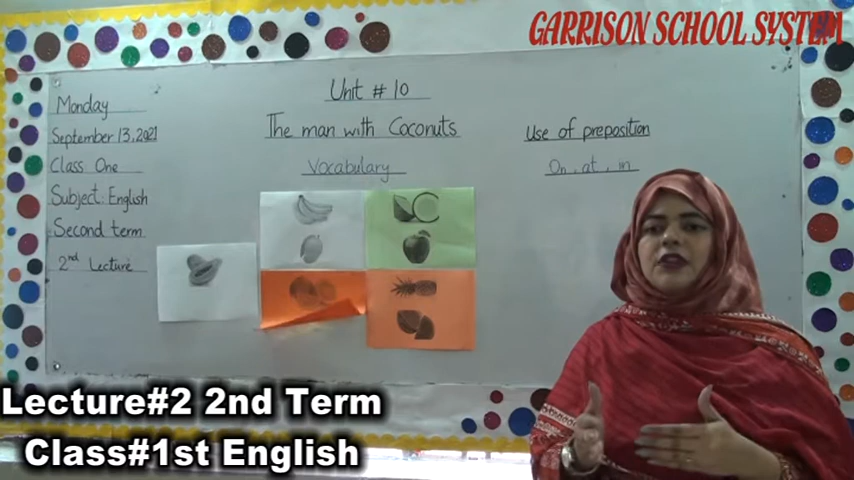 GARRISON SCHOOL SYSTEM
Monday
September 13, 2021
Class One
Subject: English
Second term
2nd Lecture
Unit # 10
The man with Coconuts
Vocabulary
Use of preposition
On, at, in
Lecture#2 2nd Term
Class#1st English